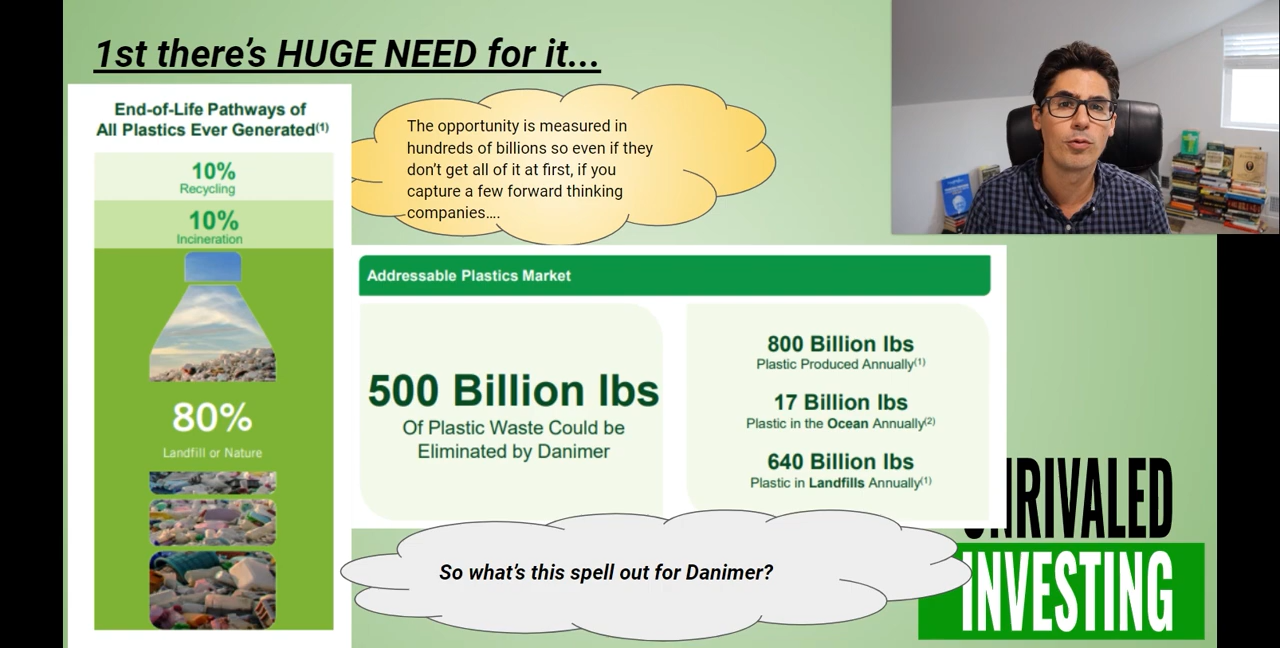 1st there's HUGE NEED for it...
End-of-Life Pathways of
All Plastics Ever Generated(1)
10%
Recycling
10%
Incineration
80%
Landfill or Nature
The opportunity is measured in
hundreds of billions so even if they
don't get all of it at first, if you
capture a few forward thinking
companies....
Addressable Plastics Market
500 Billion lbs
Of Plastic Waste Could be
Eliminated by Danimer
800 Billion lbs
Plastic Produced Annually(1)
17 Billion lbs
Plastic in the Ocean Annually(2)
640 Billion lbs
Plastic in Landfills Annually(1)
So what's this spell out for Danimer?
UNRIVALED
INVESTING